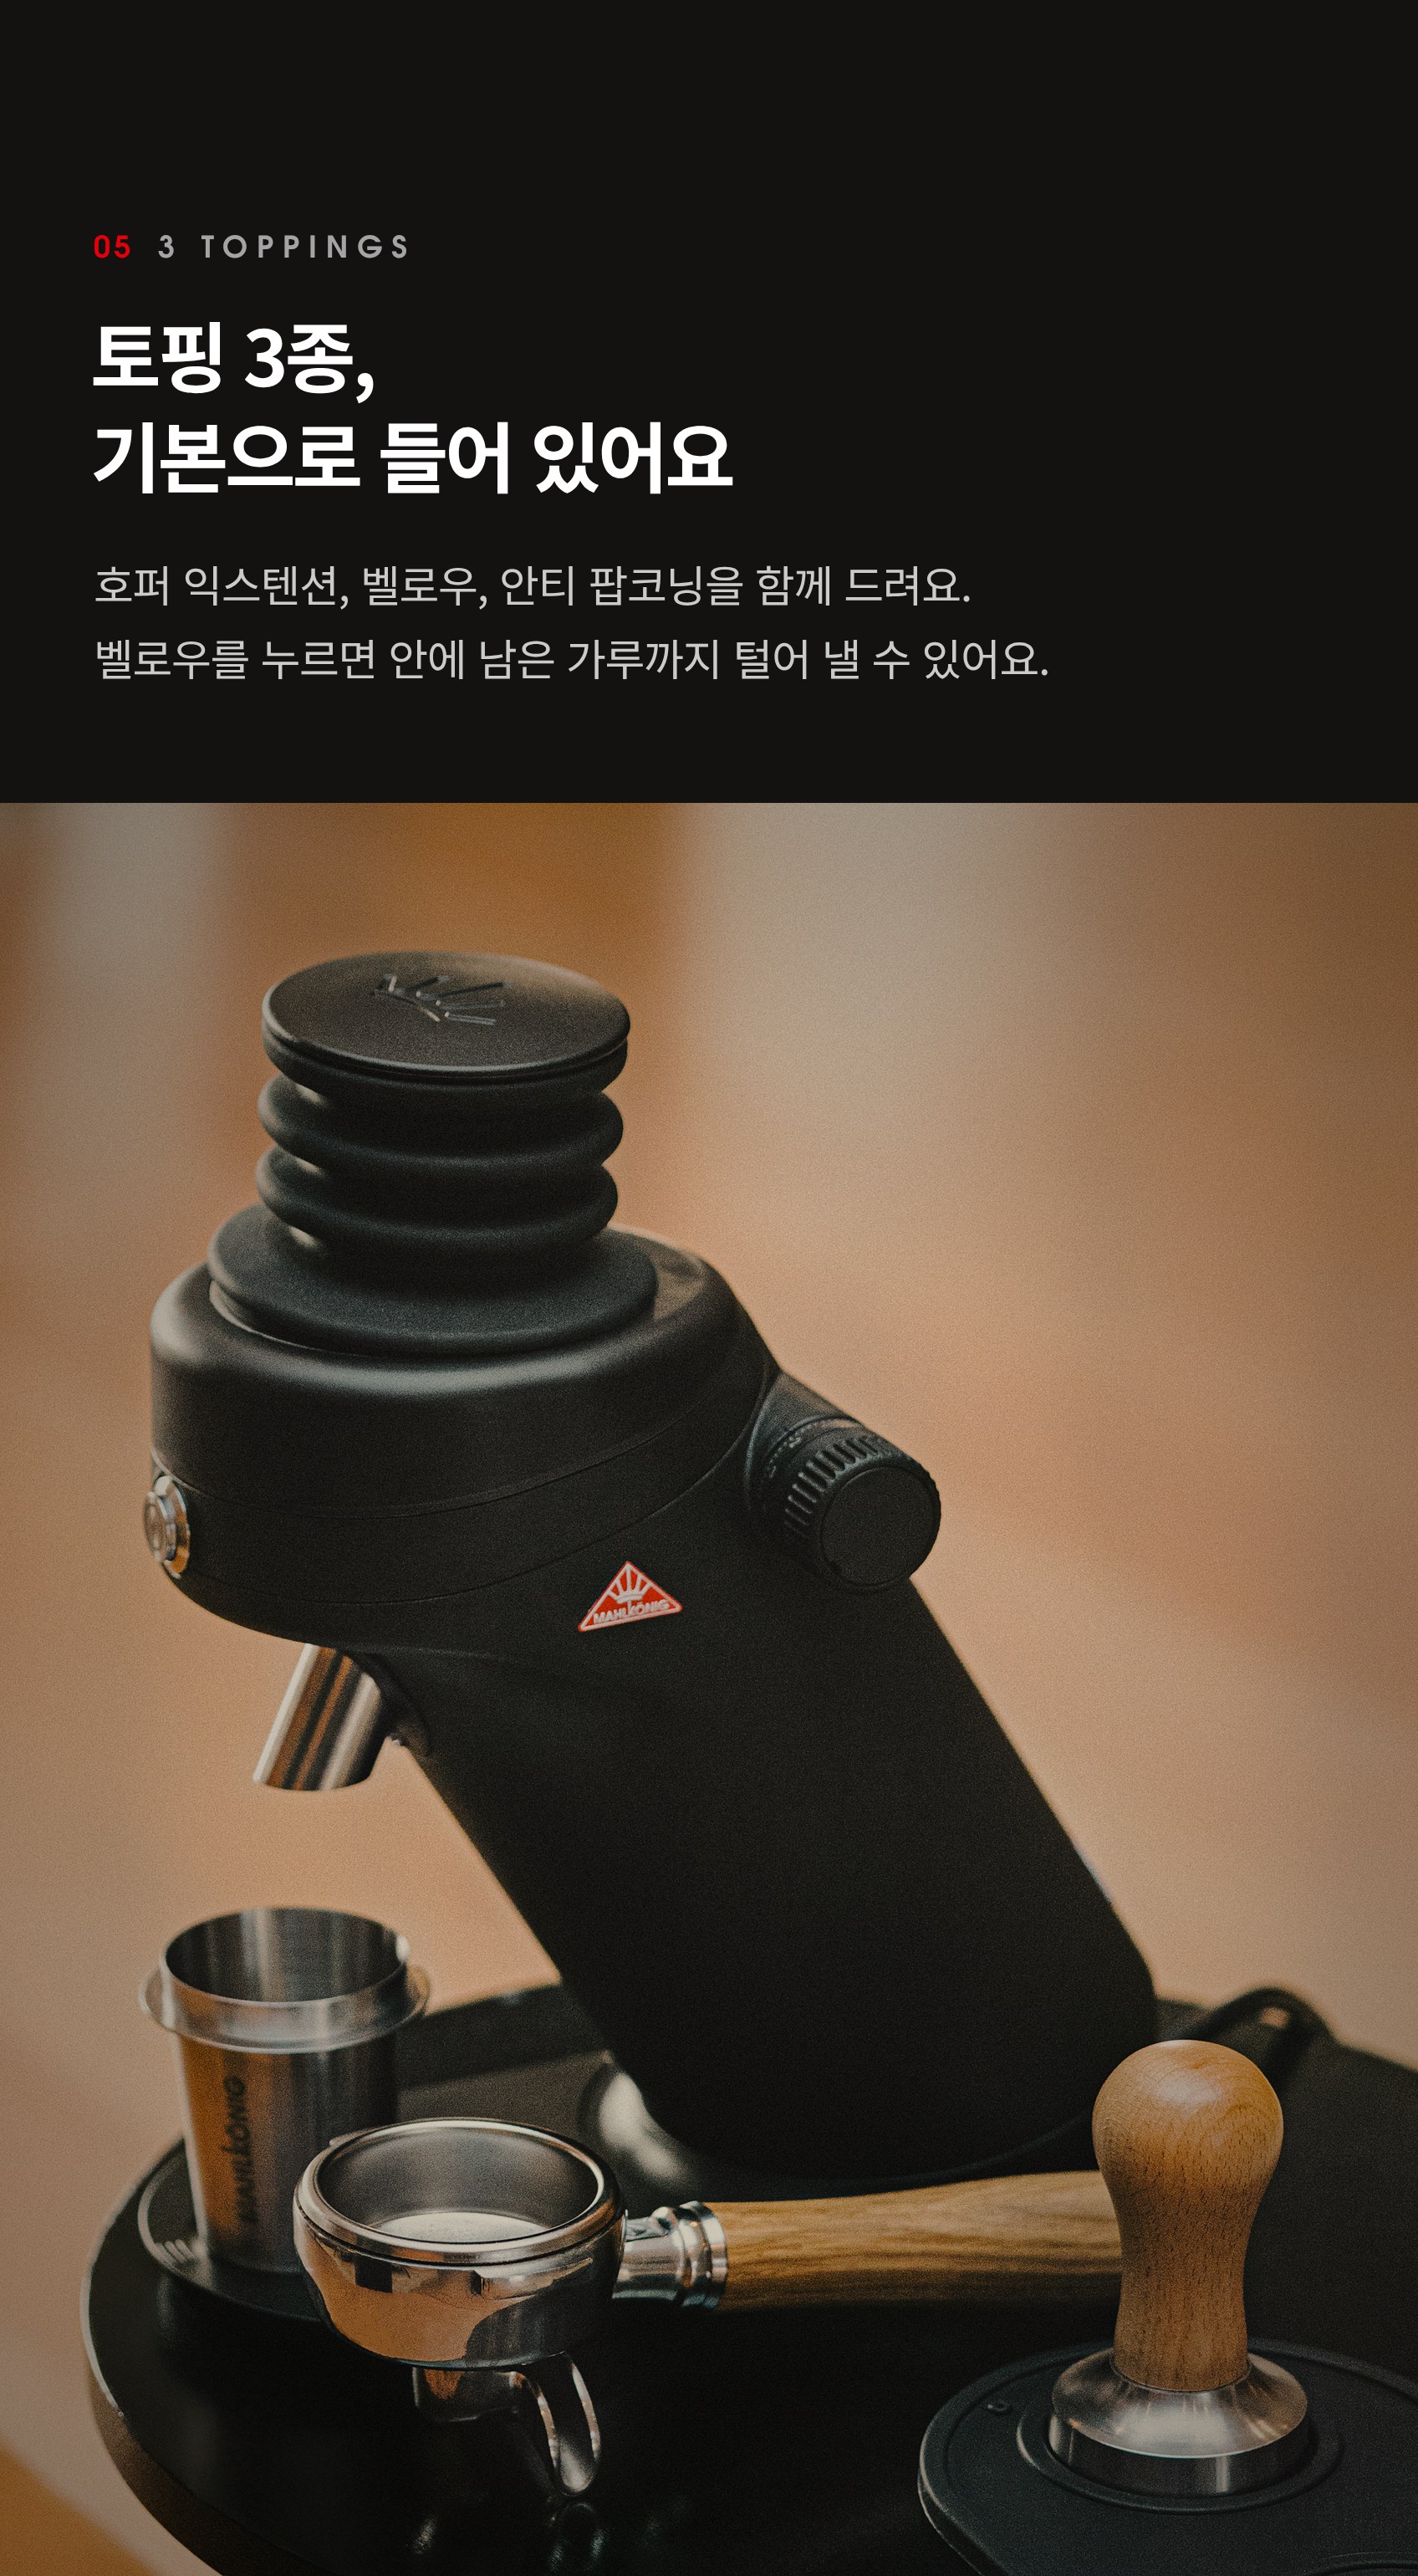 05 3 TOPPINGS
토핑 3종,
기본으로 들어 있어요
호퍼 익스텐션, 벨로우, 안티 팝코닝을 함께 드려요.
벨로우를 누르면 안에 남은 가루까지 털어 낼 수 있어요.
MAHLKÖNIG
MAHLKÖNIG